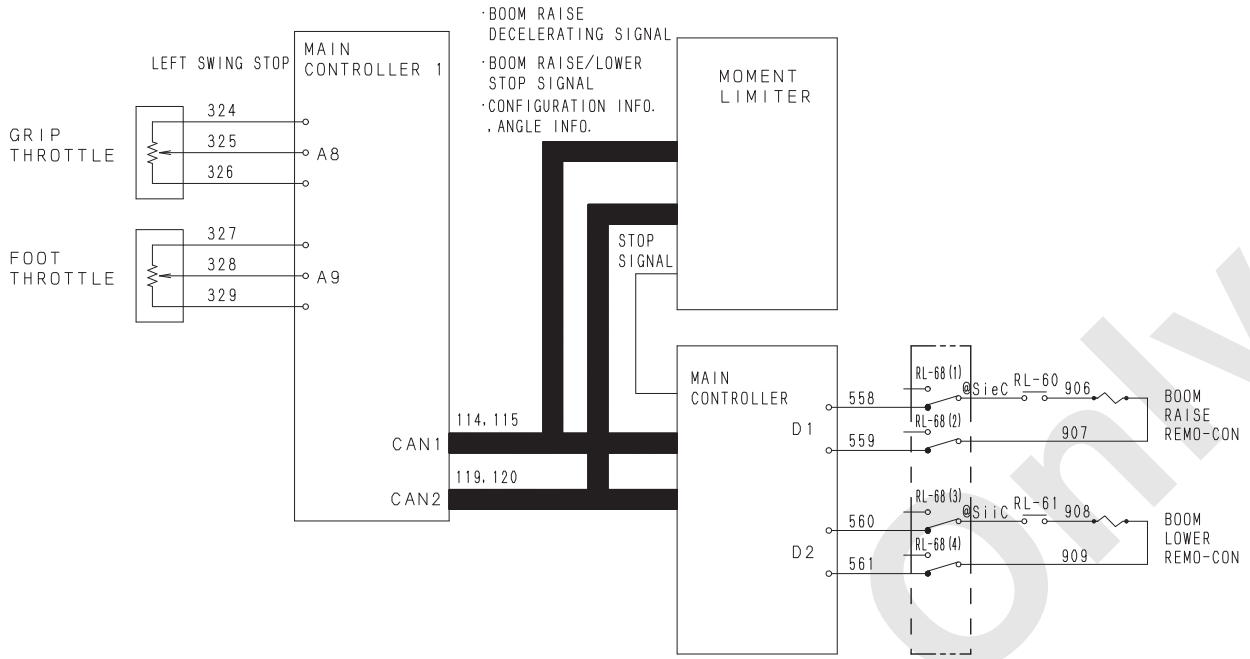 ·BOOM RAISE
DECELERATING SIGNAL
·BOOM RAISE/LOWER
STOP SIGNAL
·CONFIGURATION INFO.
, ANGLE INFO.
LEFT SWING STOP
MAIN
CONTROLLER 1
MOMENT
LIMITER
GRIP
THROTTLE
324
325
326
A8
FOOT
THROTTLE
327
328
329
A9
STOP
SIGNAL
114, 115
CAN1
119, 120
CAN2
MAIN
CONTROLLER
D1
558
559
RL-68(1)
@SieC
RL-60
906
RL-68(2)
907
BOOM
RAISE
REMO-CON
D2
560
561
RL-68(3)
@SiiC
RL-61
908
RL-68(4)
909
BOOM
LOWER
REMO-CON
Only